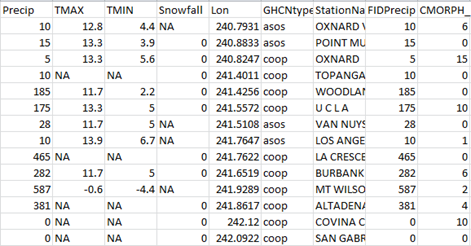 Precip TMAX TMIN Snowfall Lon GHCNtype StationNa FIDPrecip CMORPH_
10 12.8 4.4 NA 240.7931 asos OXNARD V 10 6
15 13.3 3.9 0 240.8833 asos POINT MU 15 0
5 13.3 5.6 0 240.8247 coop OXNARD 5 15
10 NA NA 0 241.4011 coop TOPANGA 10 0
185 11.7 2.2 0 241.4256 coop WOODLAN 185 0
175 13.3 5 0 241.5572 coop U C L A 175 10
28 11.7 5 NA 241.5108 asos VAN NUYS 28 0
10 13.9 6.7 NA 241.7647 asos LOS ANGE 10 1
465 NA NA 0 241.7622 coop LA CRESCE 465 0
282 11.7 5 0 241.6519 coop BURBANK 282 6
587 -0.6 -4.4 NA 241.9289 coop MT WILSO 587 2
381 NA NA 0 241.8617 coop ALTADENA 381 4
0 NA NA 0 242.12 coop COVINA C 0 10
0 NA NA 0 242.0922 coop SAN GABR 0 0